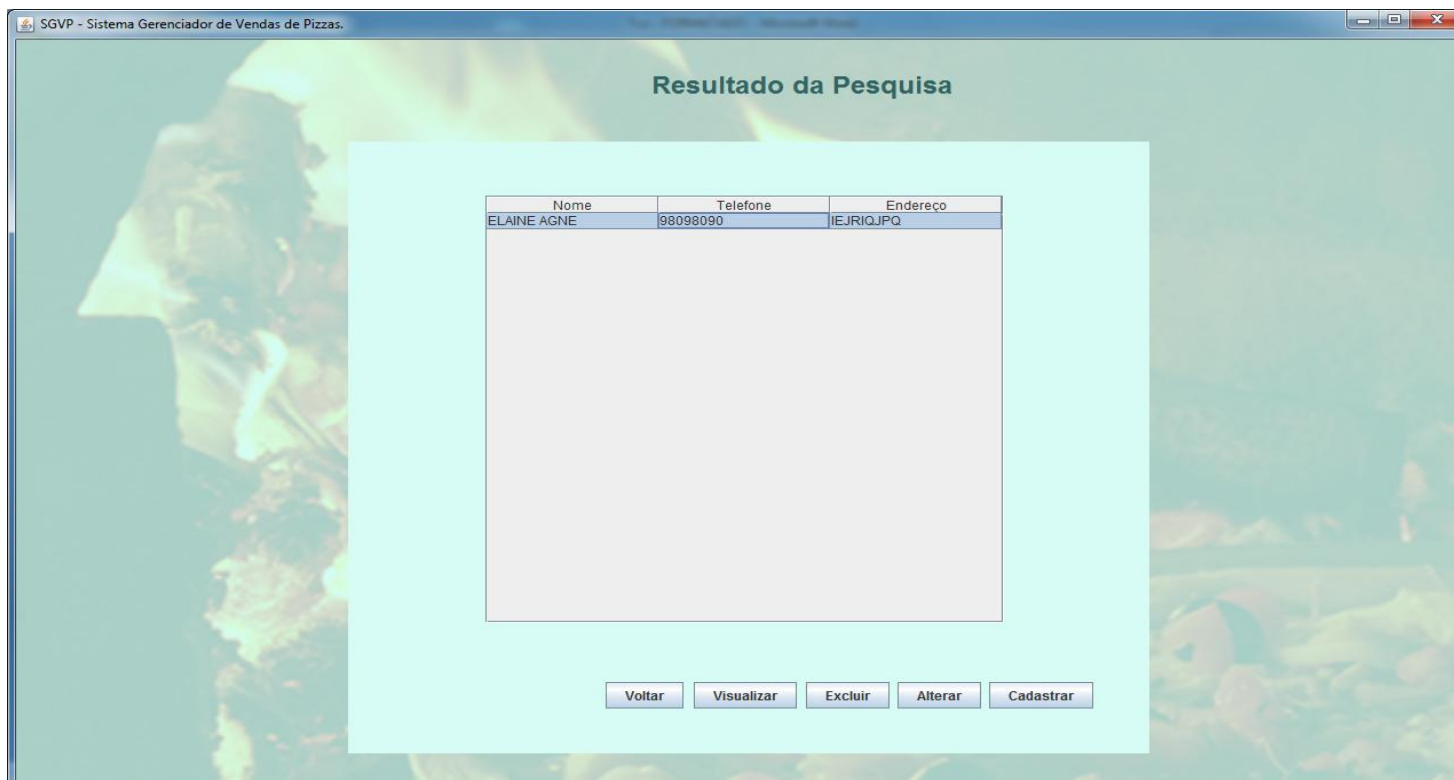 SGVP - Sistema Gerenciador de Vendas de Pizzas.
Resultado da Pesquisa
Nome Telefone Endereço
ELAINE AGNE 98098090 IEJRIQJPQ
Voltar Visualizar Excluir Alterar Cadastrar